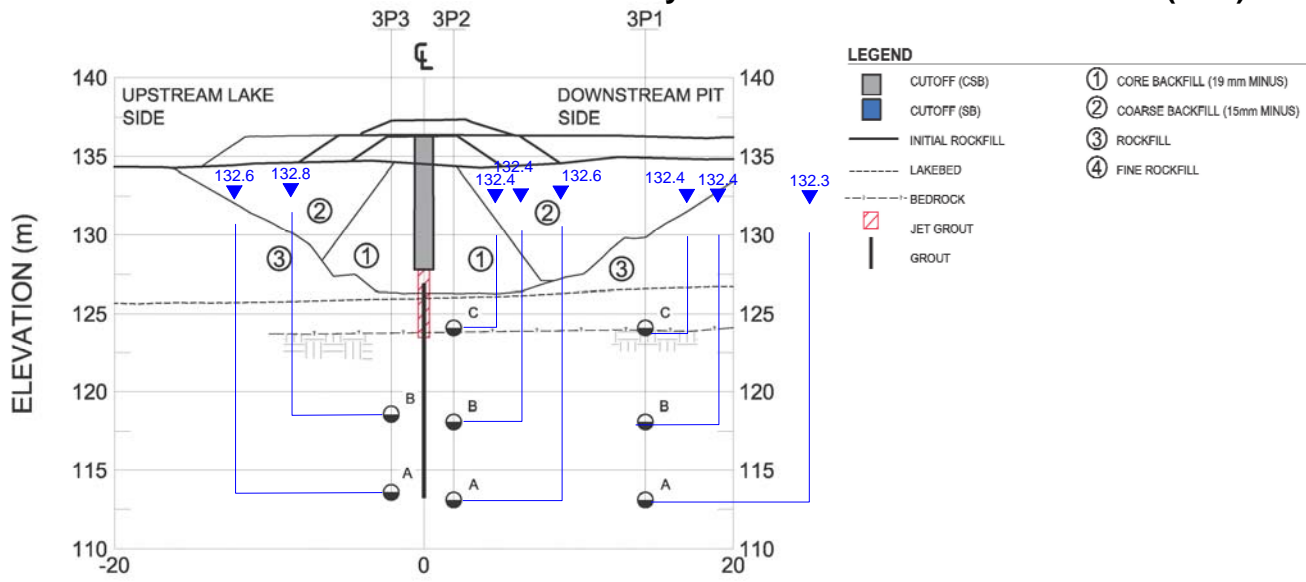 3P3 3P2 3P1
℄
140 140
UPSTREAM LAKE
SIDE
DOWNSTREAM PIT
SIDE
135 135
132.6 132.8 132.4 132.4 132.6 132.4 132.4 132.3
② ②
130 130
③ ① ① ③
125 125
C C
120 120
B B B
115 115
A A A
110 110
-20 0 20
ELEVATION (m)
LEGEND
CUTOFF (CSB)
CUTOFF (SB)
INITIAL ROCKFILL
LAKEBED
BEDROCK
JET GROUT
GROUT
① CORE BACKFILL (19 mm MINUS)
② COARSE BACKFILL (15mm MINUS)
③ ROCKFILL
④ FINE ROCKFILL